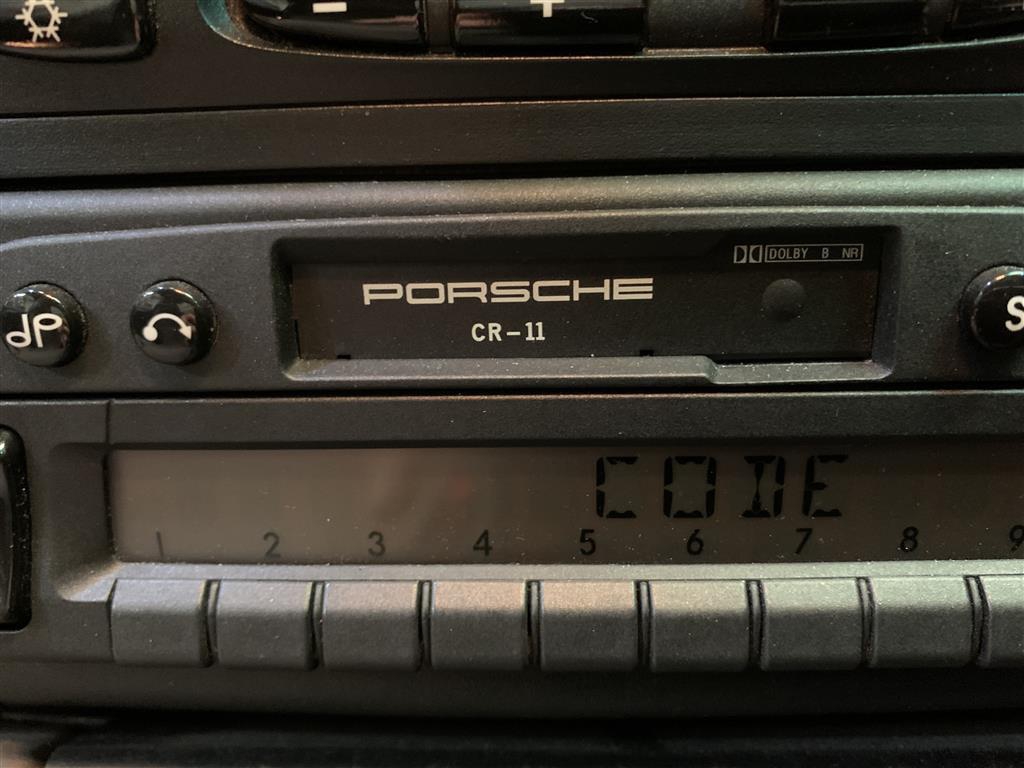 - +
DOLBY B NR
PORSCHE
CR-11
CODE
1 2 3 4 5 6 7 8 9